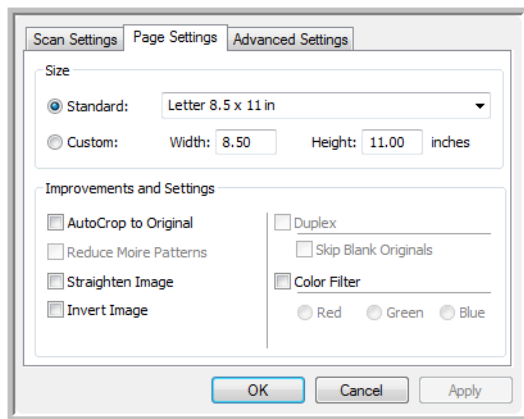 Scan Settings Page Settings Advanced Settings
Size
Standard: Letter 8.5 x 11 in
Custom: Width: 8.50 Height: 11.00 inches
Improvements and Settings
AutoCrop to Original Duplex
Reduce Moire Patterns Skip Blank Originals
Straighten Image Color Filter
Invert Image Red Green Blue
OK Cancel Apply